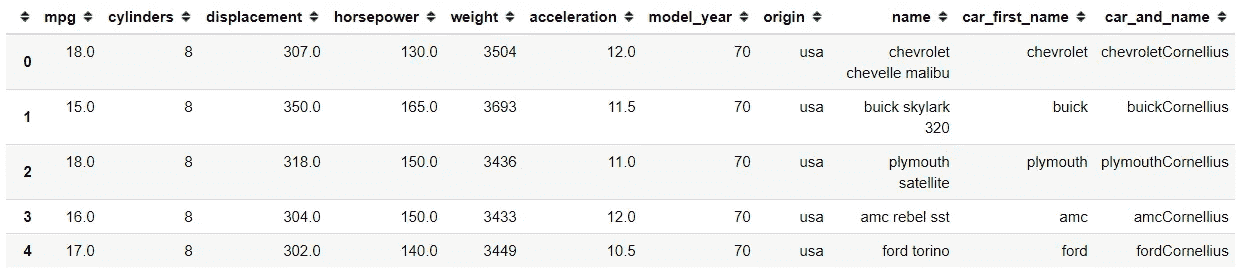 mpg cylinders displacement horsepower weight acceleration model_year origin name car_first_name car_and_name
0 18.0 8 307.0 130.0 3504 12.0 70 usa chevrolet chevelle malibu chevrolet chevroletCornellius
1 15.0 8 350.0 165.0 3693 11.5 70 usa buick skylark 320 buick buickCornellius
2 18.0 8 318.0 150.0 3436 11.0 70 usa plymouth satellite plymouth plymouthCornellius
3 16.0 8 304.0 150.0 3433 12.0 70 usa amc rebel sst amc amcCornellius
4 17.0 8 302.0 140.0 3449 10.5 70 usa ford torino ford fordCornellius